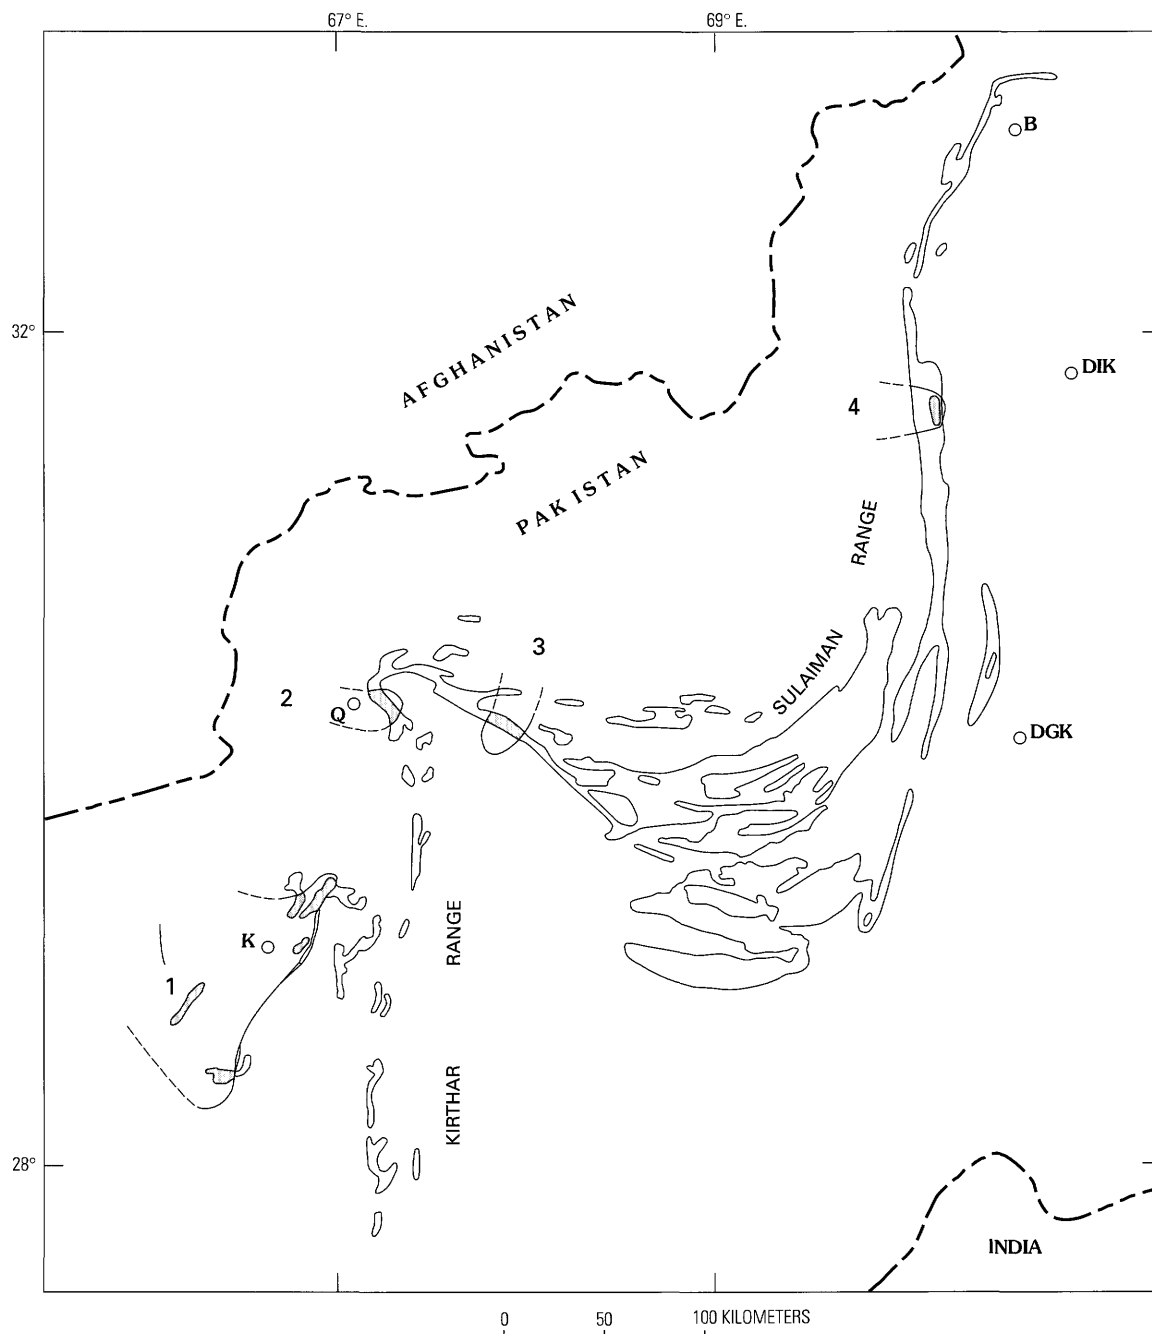 67° E.
69° E.
B
32°
AFGHANISTAN
DIK
4
PAKISTAN
RANGE
3
SULAIMAN
2
Q
DGK
K
RANGE
1
KIRTHAR
28°
INDIA
0 50 100 KILOMETERS